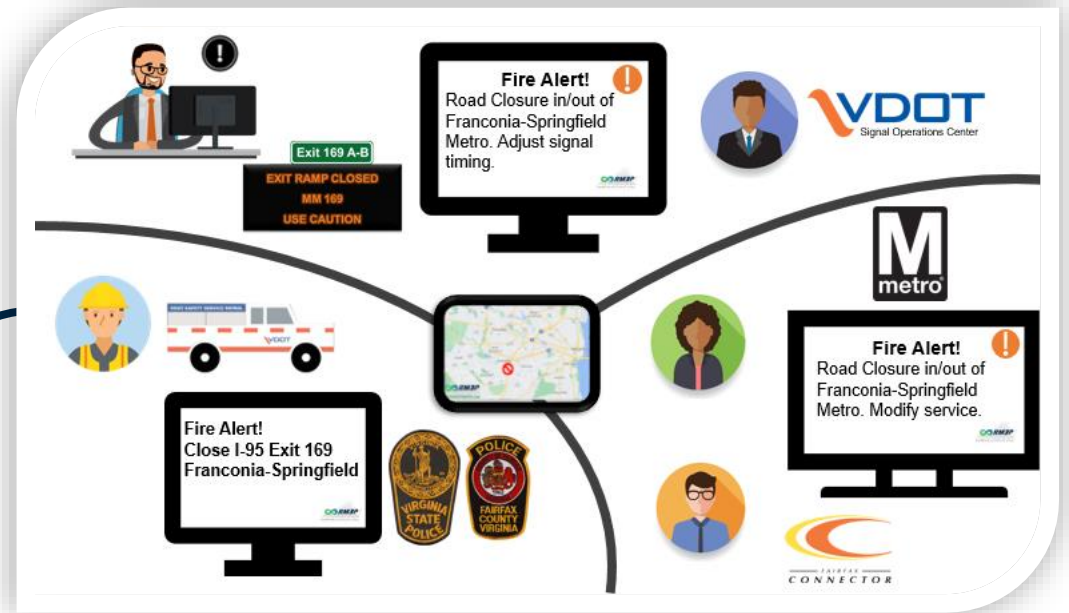 Fire Alert!
Road Closure in/out of
Franconia-Springfield
Metro. Adjust signal
timing.
RM3P
VDOT
Signal Operations Center
Exit 169 A-B
EXIT RAMP CLOSED
MM 169
USE CAUTION
M
metro
VDOT
Fire Alert!
Road Closure in/out of
Franconia-Springfield
Metro. Modify service.
RM3P
Fire Alert!
Close I-95 Exit 169
Franconia-Springfield
RM3P
VIRGINIA
STATE
POLICE
POLICE
FAIRFAX
COUNTY
VIRGINIA
FAIRFAX
CONNECTOR